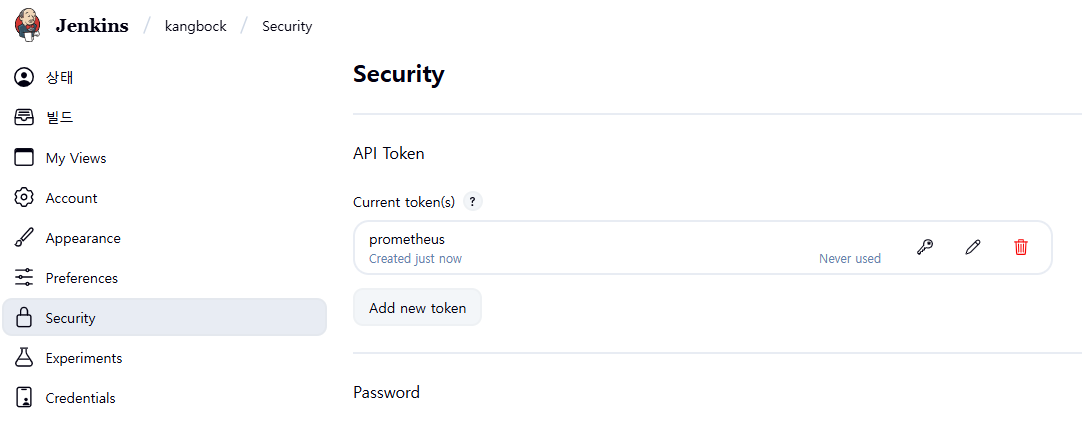 Jenkins / kangbock / Security
상태
빌드
My Views
Account
Appearance
Preferences
Security
Experiments
Credentials
Security
API Token
Current token(s) ?
prometheus
Created just now
Never used
Add new token
Password